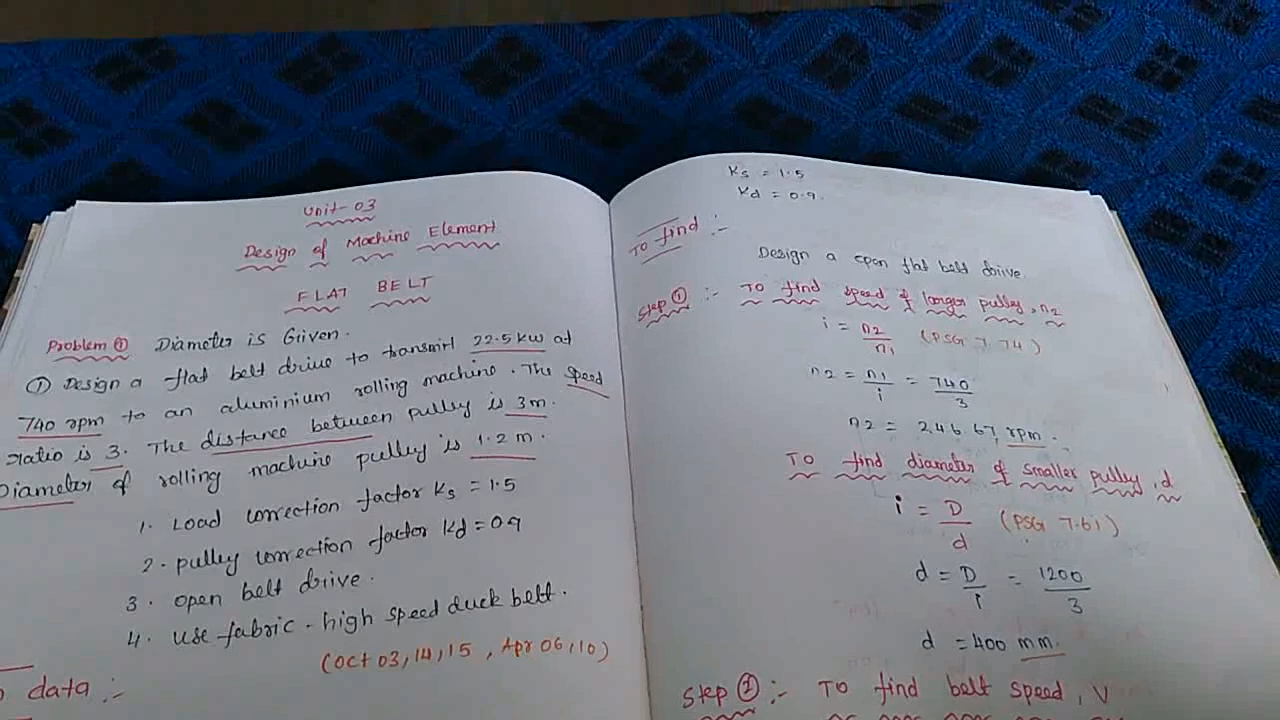 Unit-03
Design of Machine Element
FLAT BELT
Problem ① Diameter is Given.
① Design a flat belt drive to transmit 22.5 kw at
740 rpm to an aluminium rolling machine. The speed
ratio is 3. The distance between pulley is 3m.
Diameter of rolling machine pulley is 1.2 m.
1. Load correction factor Ks = 1.5
2. pulley correction factor Kd = 0.9
3. open belt drive.
4. use fabric - high speed duck belt.
(Oct 03, 14, 15, Apr 06, 10)
data :-
Ks = 1.5
Kd = 0.9.
To find :-
Design a open flat belt drive.
Step ① :- To find speed of larger pulley, n2
i = n2/n1 (PSG 7.74)
n2 = n1/i = 740/3
n2 = 246.67 rpm.
To find diameter of smaller pulley, d
i = D/d (PSG 7.61)
d = D/i = 1200/3
d = 400 mm.
Step ② :- To find belt speed, V